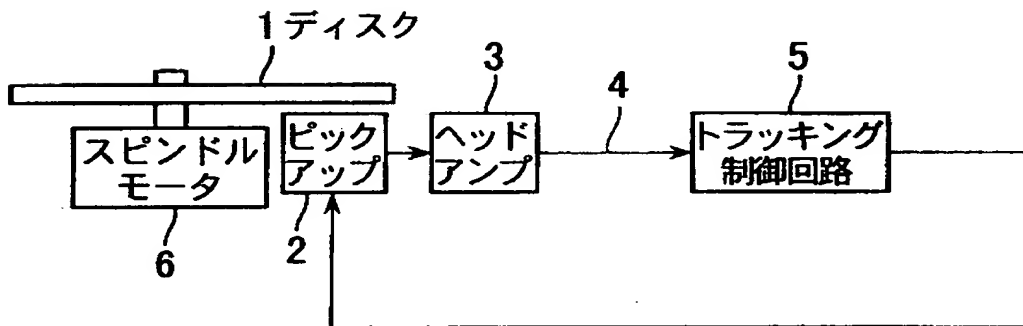 1 ディスク
スピンドル
モータ
6
ピック
アップ
2
3
ヘッド
アンプ
4
5
トラッキング
制御回路